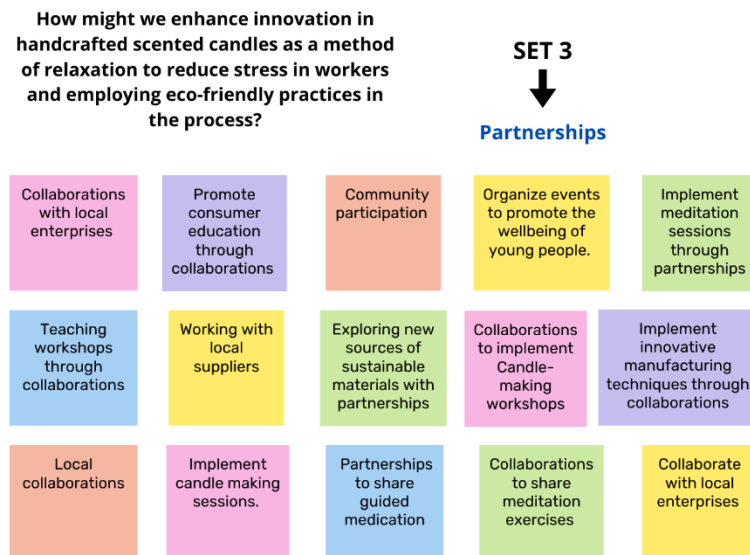 How might we enhance innovation in
handcrafted scented candles as a method
of relaxation to reduce stress in workers
and employing eco-friendly practices in
the process?
SET 3
Partnerships
Collaborations
with local
enterprises
Promote
consumer
education
through
collaborations
Community
participation
Organize events
to promote the
wellbeing of
young people.
Implement
meditation
sessions
through
partnerships
Teaching
workshops
through
collaborations
Working with
local
suppliers
Exploring new
sources of
sustainable
materials with
partnerships
Collaborations
to implement
Candle-
making
workshops
Implement
innovative
manufacturing
techniques through
collaborations
Local
collaborations
Implement
candle making
sessions.
Partnerships
to share
guided
medication
Collaborations
to share
meditation
exercises
Collaborate
with local
enterprises